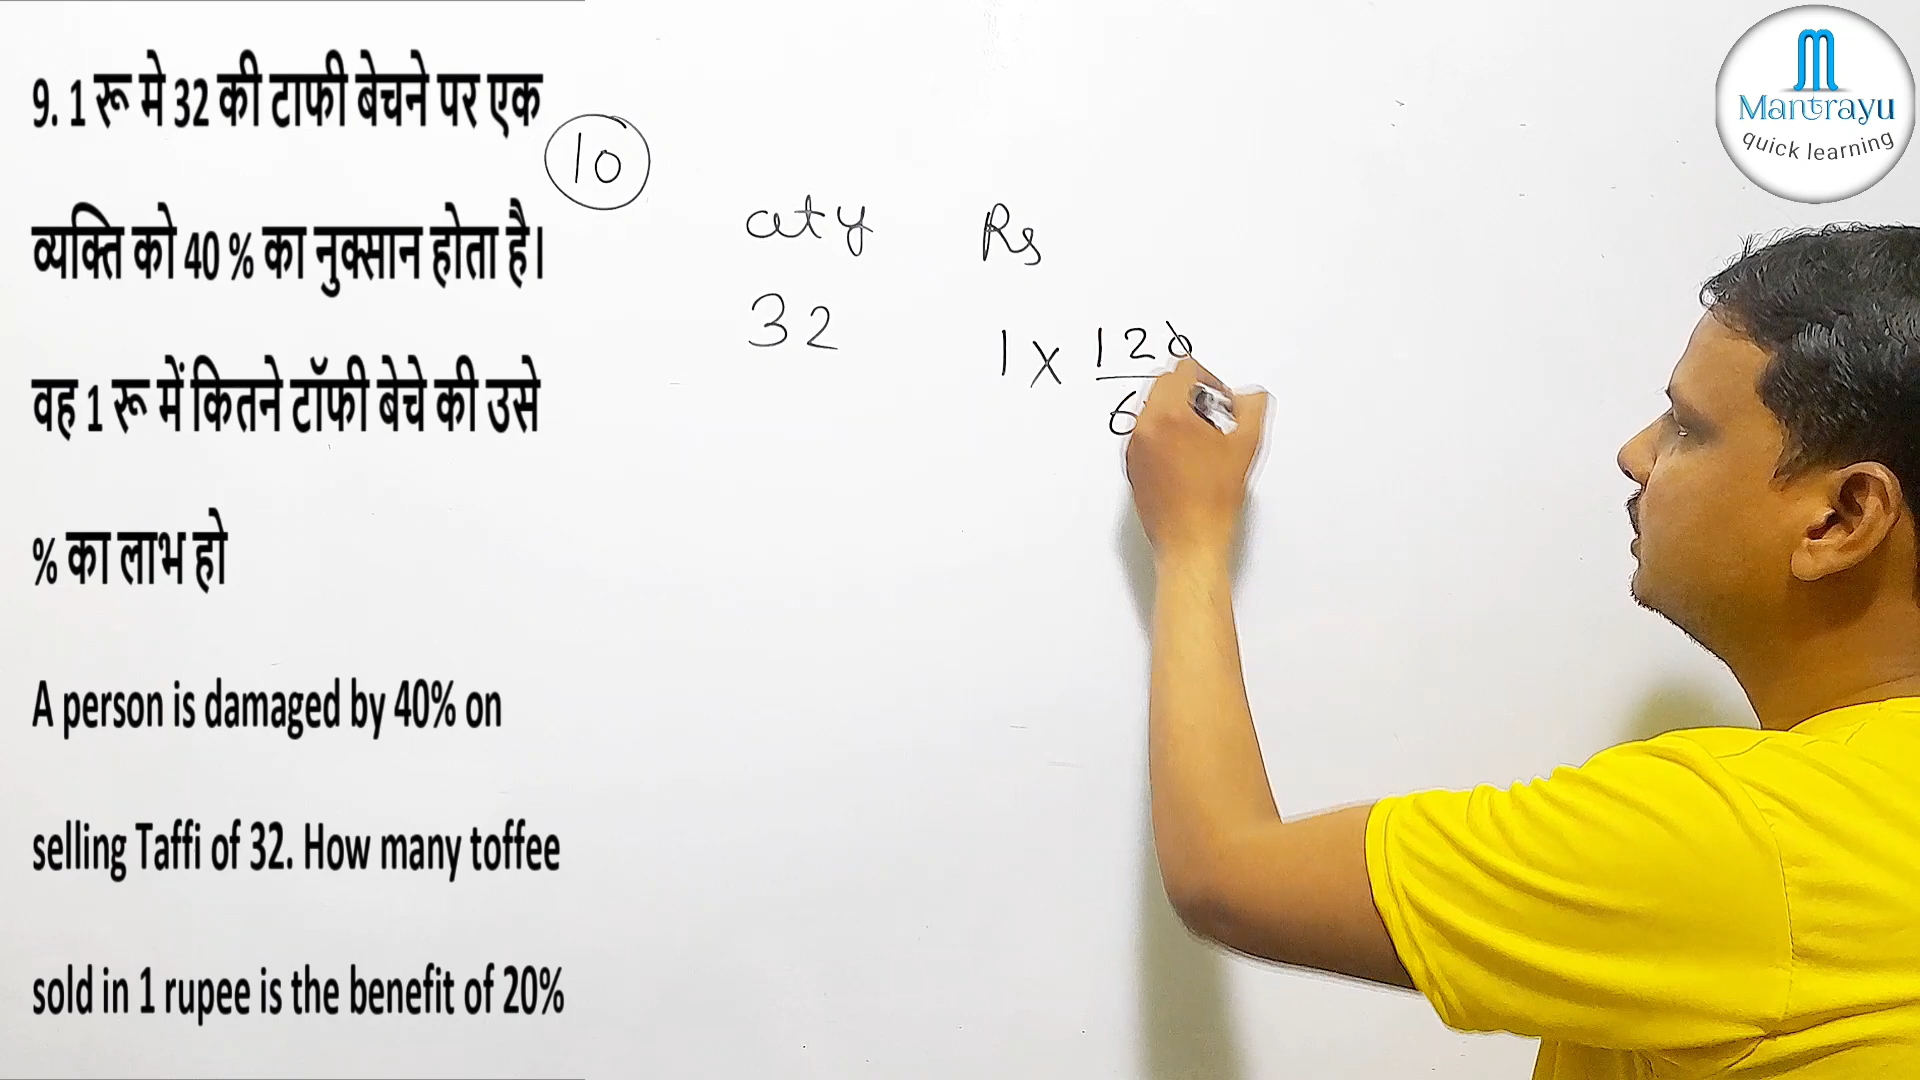 9. 1 रू मे 32 की टाफी बेचने पर एक
व्यक्ति को 40 % का नुक्सान होता है।
वह 1 रू में कितने टॉफी बेचे की उसे
% का लाभ हो
A person is damaged by 40% on
selling Taffi of 32. How many toffee
sold in 1 rupee is the benefit of 20%
10
aty Rs
32 1 x 120
6
Mantrayu
quick learning